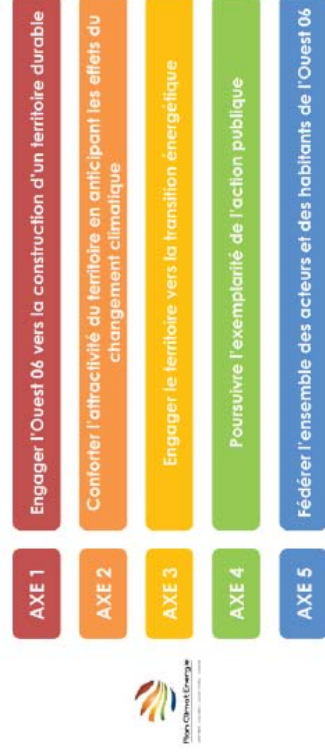 AXE 1
Engager l'Ouest 06 vers la construction d'un territoire durable
AXE 2
Conforter l'attractivité du territoire en anticipant les effets du
changement climatique
AXE 3
Engager le territoire vers la transition énergétique
AXE 4
Poursuivre l'exemplarité de l'action publique
AXE 5
Fédérer l'ensemble des acteurs et des habitants de l'Ouest 06
Plan Climat Energie